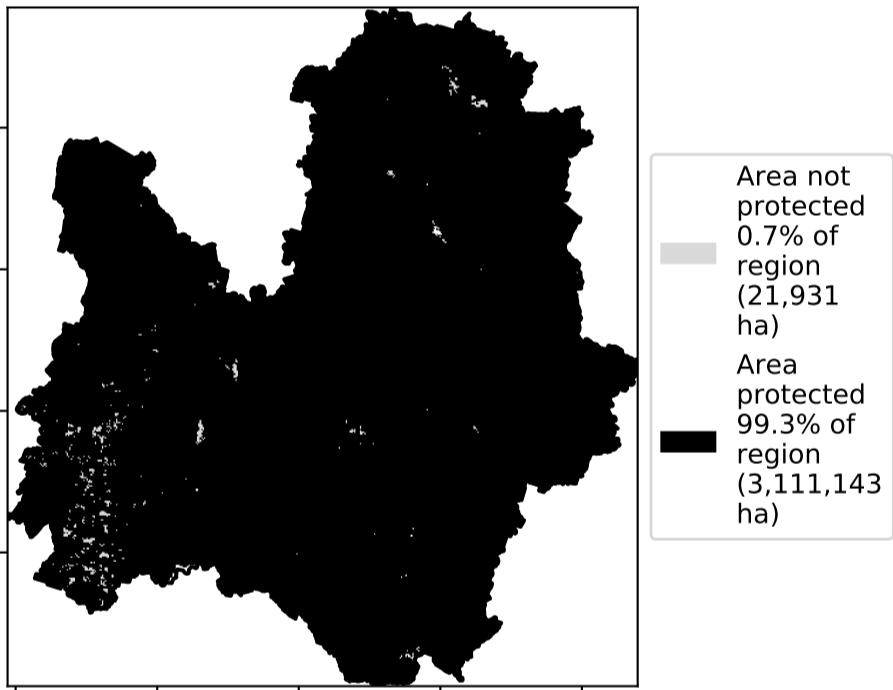 Area not
protected
0.7% of
region
(21,931
ha)
Area
protected
99.3% of
region
(3,111,143
ha)